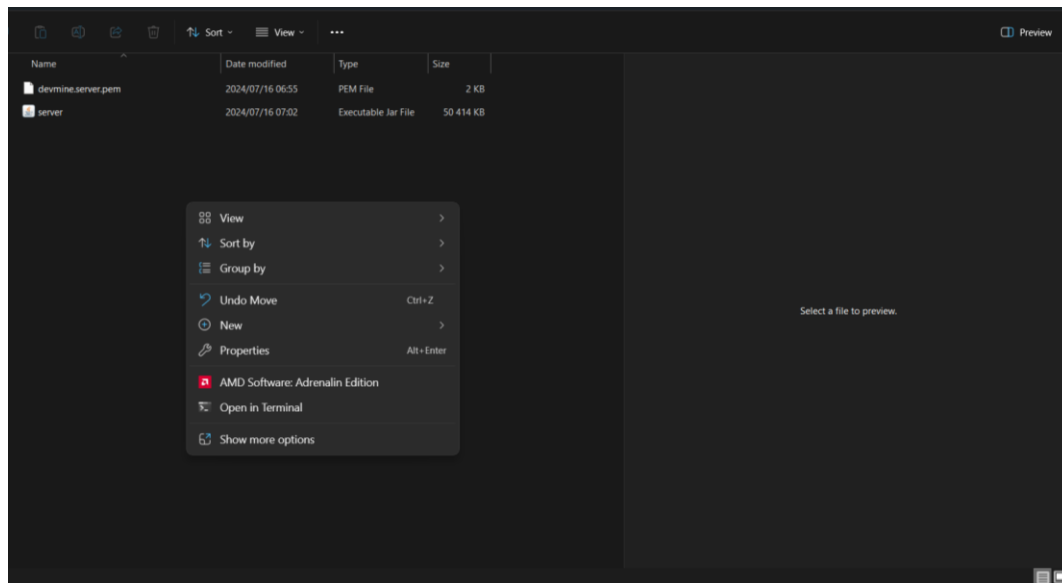 Sort View ••• Preview
Name Date modified Type Size
devmine.server.pem 2024/07/16 06:55 PEM File 2 KB
server 2024/07/16 07:02 Executable Jar File 50 414 KB
View
Sort by
Group by
Undo Move Ctrl+Z
New
Select a file to preview.
Properties Alt+Enter
AMD Software: Adrenalin Edition
Open in Terminal
Show more options